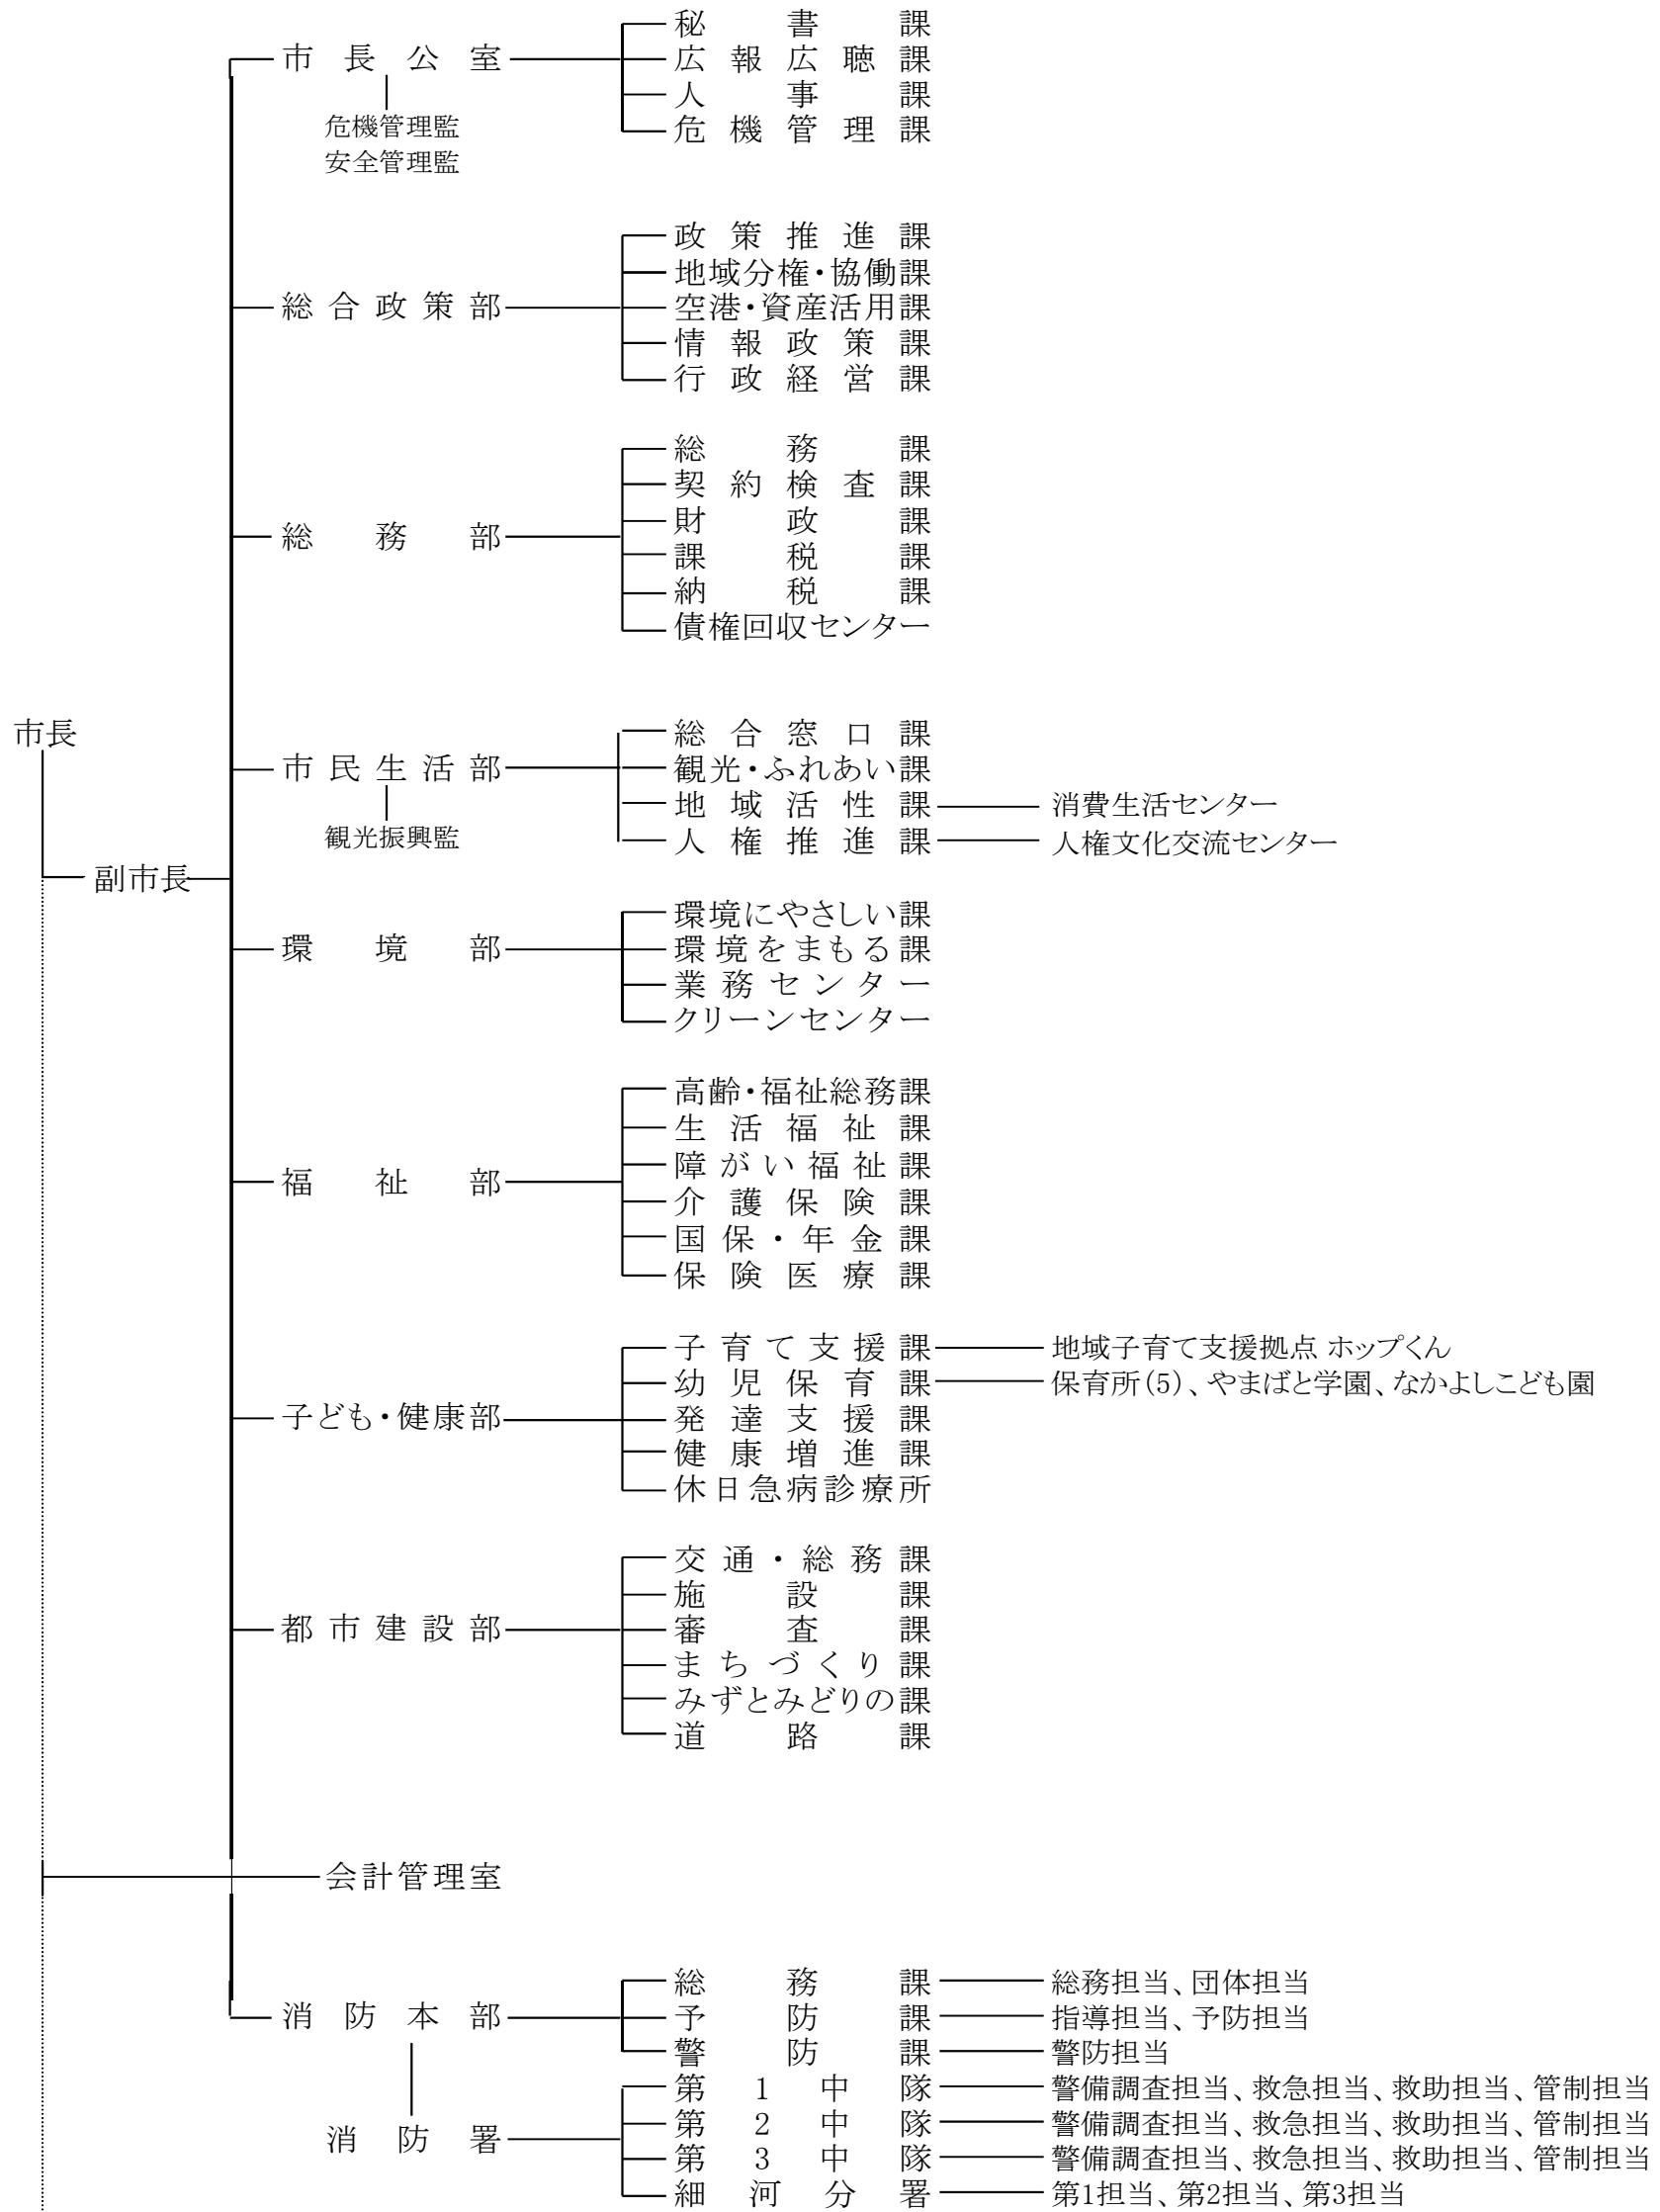 秘書課
市長公室 広報広聴課
人事課
危機管理監 危機管理課
安全管理監
政策推進課
地域分権・協働課
総合政策部 空港・資産活用課
情報政策課
行政経営課
総務課
契約検査課
財政課
総務部
課税課
納税課
債権回収センター
市長 総合窓口課
市民生活部 観光・ふれあい課
地域活性課 消費生活センター
観光振興監 人権推進課 人権文化交流センター
副市長
環境にやさしい課
環境部 環境をまもる課
業務センター
クリーンセンター
高齢・福祉総務課
生活福祉課
障がい福祉課
福祉部
介護保険課
国保・年金課
保険医療課
子育て支援課 地域子育て支援拠点 ホップくん
幼児保育課 保育所(5)、やまばと学園、なかよしこども園
子ども・健康部 発達支援課
健康増進課
休日急病診療所
交通・総務課
施設課
都市建設部 審査課
まちづくり課
みずとみどりの課
道路課
会計管理室
総務課 総務担当、団体担当
消防本部 予防課 指導担当、予防担当
警防課 警防担当
第1中隊 警備調査担当、救急担当、救助担当、管制担当
第2中隊 警備調査担当、救急担当、救助担当、管制担当
消防署
第3中隊 警備調査担当、救急担当、救助担当、管制担当
細河分署 第1担当、第2担当、第3担当